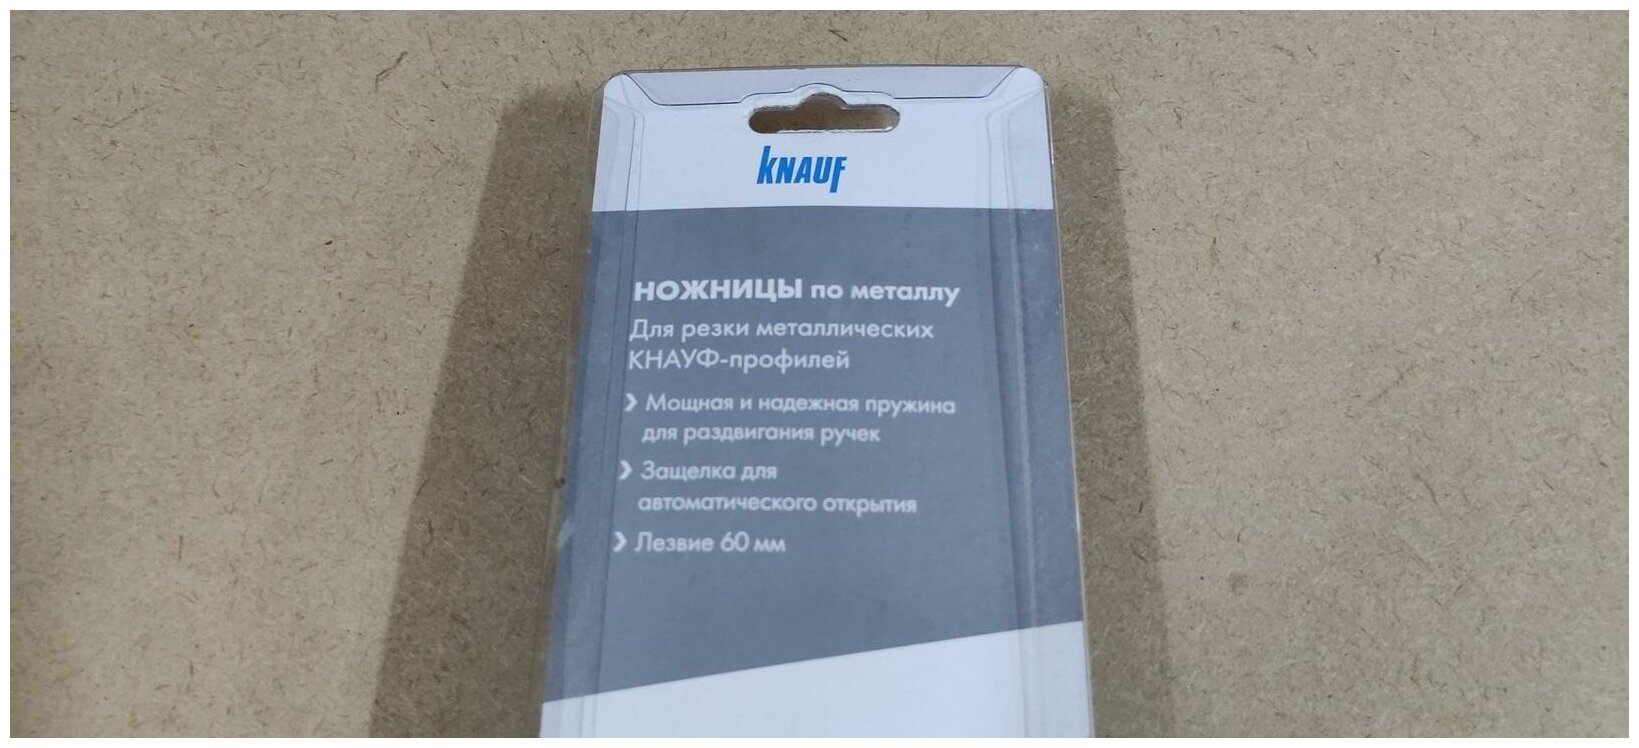 KNAUF
НОЖНИЦЫ по металлу
Для резки металлических
КНАУФ-профилей
› Мощная и надежная пружина
для раздвигания ручек
› Защелка для
автоматического открытия
› Лезвие 60 мм